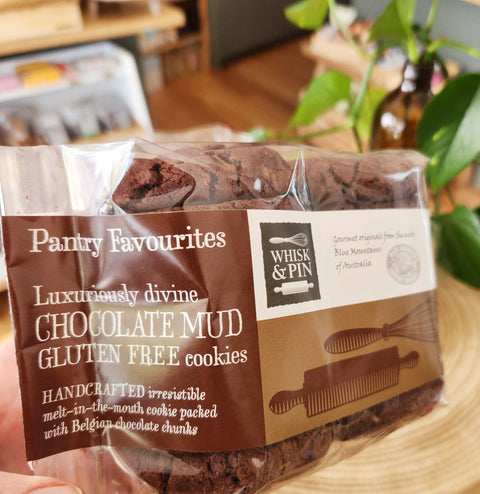 Pantry Favourites
Luxuriously divine
CHOCOLATE MUD
GLUTEN FREE cookies
HANDCRAFTED irresistible
melt-in-the-mouth cookie packed
with Belgian chocolate chunks
WHISK
& PIN
Gourmet originals from the
Blue Mountains
of Australia